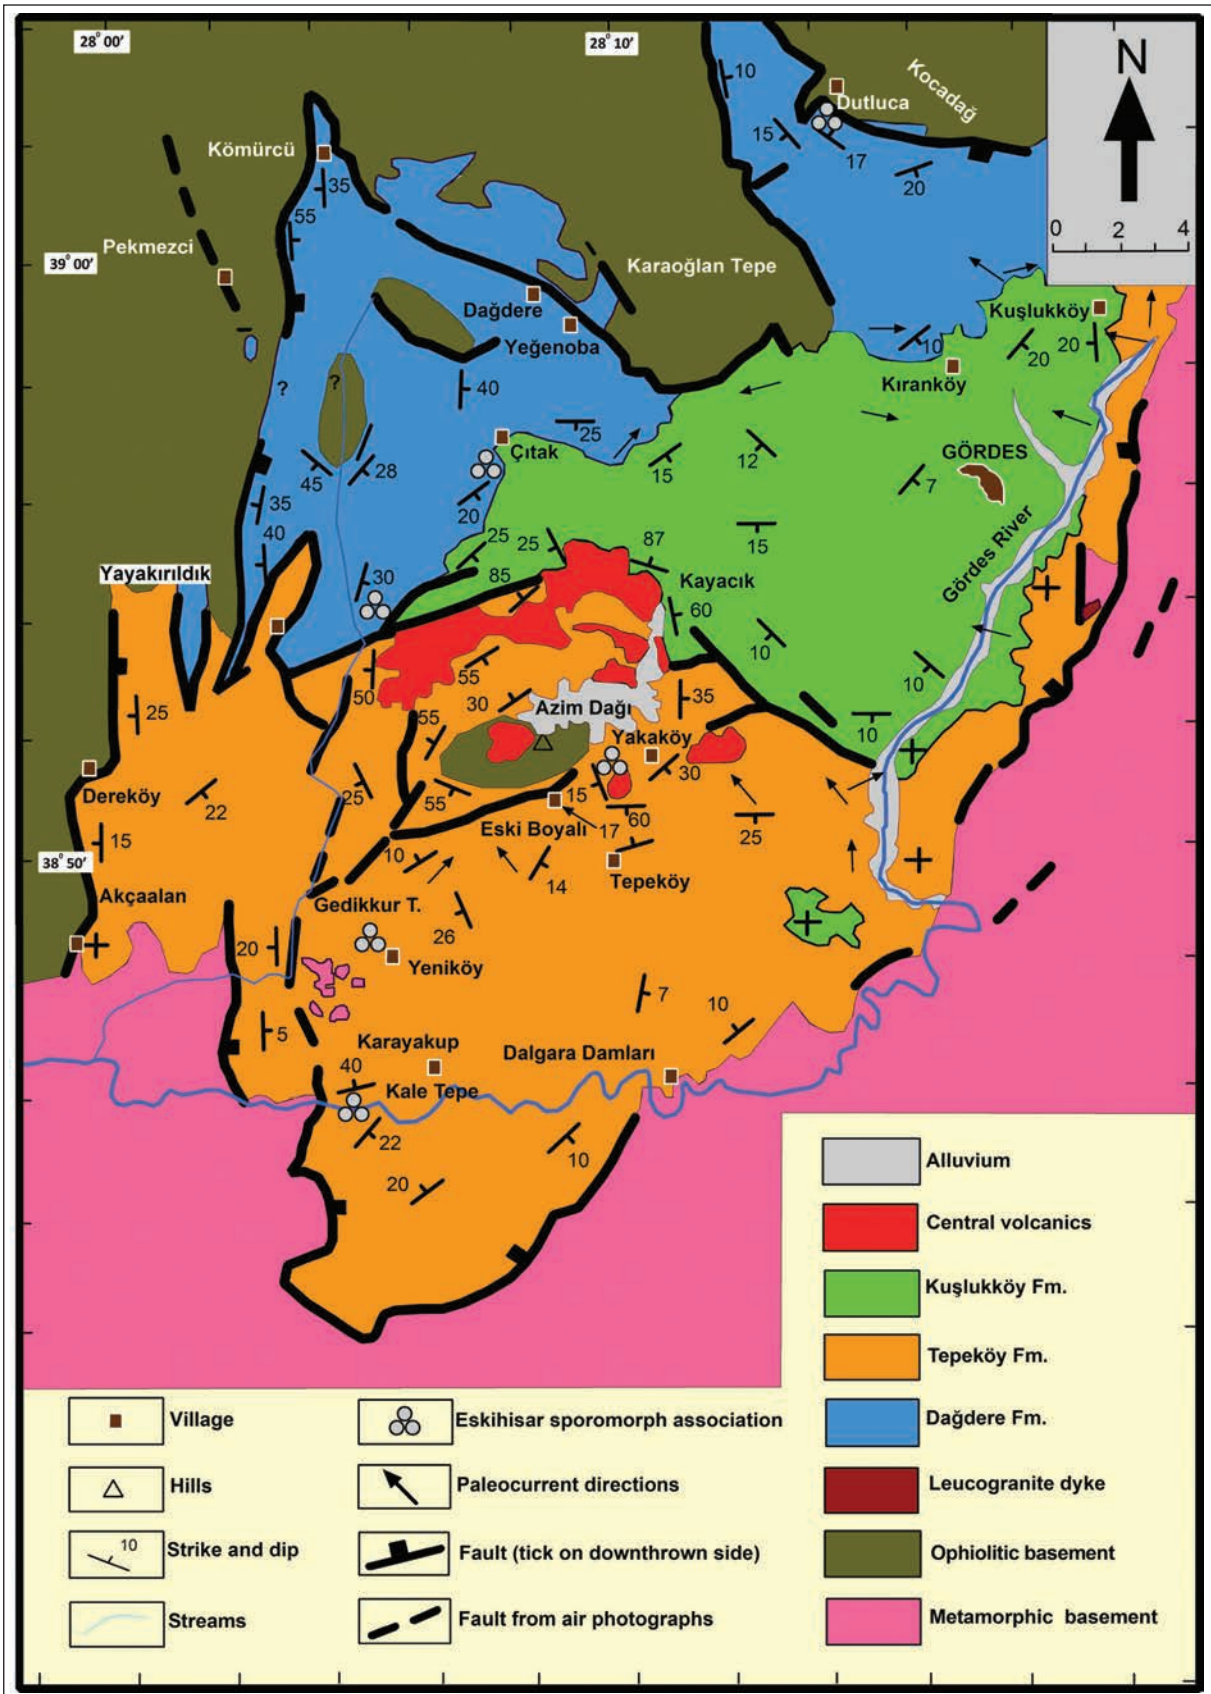 28° 00'
28° 10'
N
Kocadağ
10
Dutluca
15
17
Kömürcü
20
35
55
0 2 4
Pekmezci
39° 00'
Karaoğlan Tepe
Dağdere
Kuşlukköy
Yeğenoba
10
20
20
Kıranköy
?
?
40
25
Çıtak
15
12
GÖRDES
45
28
7
35
20
25
25
15
40
87
Gördes River
Yayakırıldık
30
85
Kayacık
60
10
55
50
30
35
10
25
55
Azim Dağı
10
Yakaköy
30
Dereköy
22
25
55
15
60
25
15
Eski Boyalı
17
38° 50'
10
14
Tepeköy
Akçaalan
Gedikkur T.
26
20
Yeniköy
7
10
5
Karayakup
Dalgara Damları
40
Kale Tepe
22
10
20
Alluvium
Central volcanics
Kuşlukköy Fm.
Tepeköy Fm.
Dağdere Fm.
Leucogranite dyke
Ophiolitic basement
Metamorphic basement
Village
Eskihisar sporomorph association
Hills
Paleocurrent directions
10
Strike and dip
Fault (tick on downthrown side)
Streams
Fault from air photographs